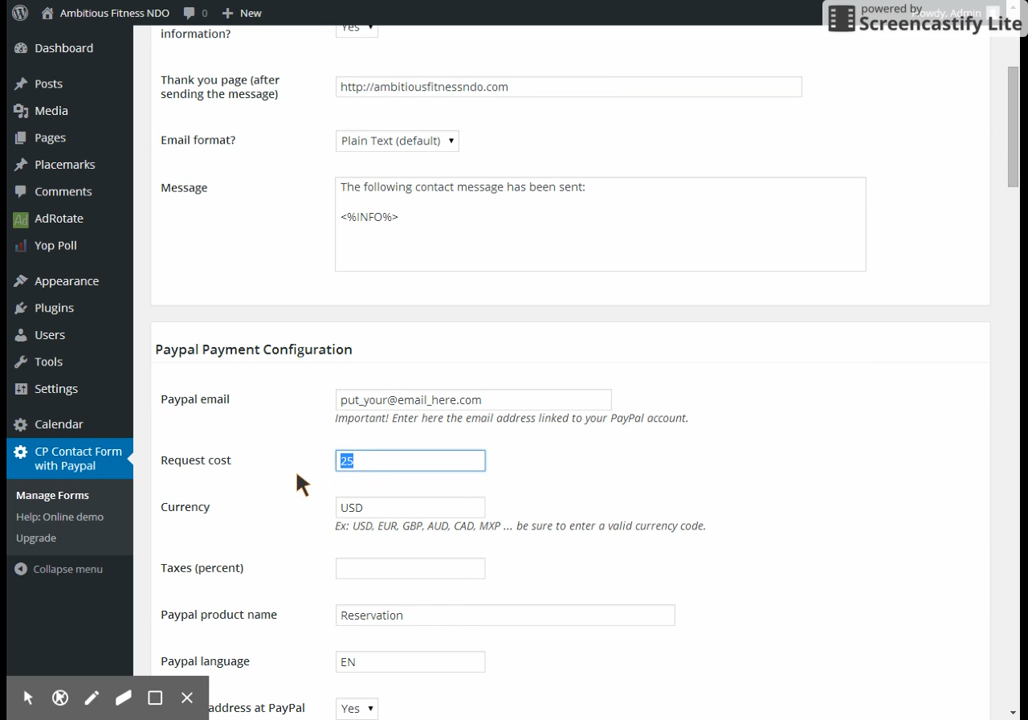 Ambitious Fitness NDO
0
New
Howdy, Admin
powered by
Screencastify Lite
Dashboard
Posts
Media
Pages
Placemarks
Comments
Ad
AdRotate
Yop Poll
Appearance
Plugins
Users
Tools
Settings
Calendar
CP Contact Form
with Paypal
Manage Forms
Help: Online demo
Upgrade
Collapse menu
information?
Yes
Thank you page (after
sending the message)
http://ambitiousfitnessndo.com
Email format?
Plain Text (default)
Message
The following contact message has been sent:
<%INFO%>
Paypal Payment Configuration
Paypal email
put_your@email_here.com
Important! Enter here the email address linked to your PayPal account.
Request cost
25
Currency
USD
Ex: USD, EUR, GBP, AUD, CAD, MXP ... be sure to enter a valid currency code.
Taxes (percent)
Paypal product name
Reservation
Paypal language
EN
address at PayPal
Yes